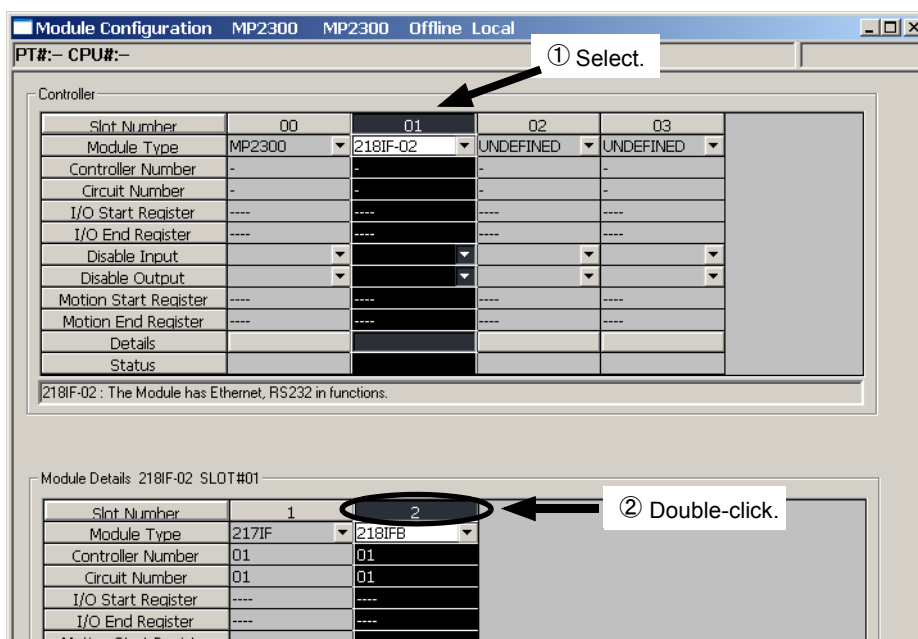 Module Configuration MP2300 MP2300 Offline Local
PT#:– CPU#:–
① Select.
Controller
Slot Number 00 01 02 03
Module Type MP2300 218IF-02 UNDEFINED UNDEFINED
Controller Number - - - -
Circuit Number - - - -
I/O Start Register ---- ---- ---- ----
I/O End Register ---- ---- ---- ----
Disable Input
Disable Output
Motion Start Register ---- ---- ---- ----
Motion End Register ---- ---- ---- ----
Details
Status
218IF-02 : The Module has Ethernet, RS232 in functions.
Module Details 218IF-02 SLOT#01
Slot Number 1 2
② Double-click.
Module Type 217IF 218IFB
Controller Number 01 01
Circuit Number 01 01
I/O Start Register ---- ----
I/O End Register ---- ----